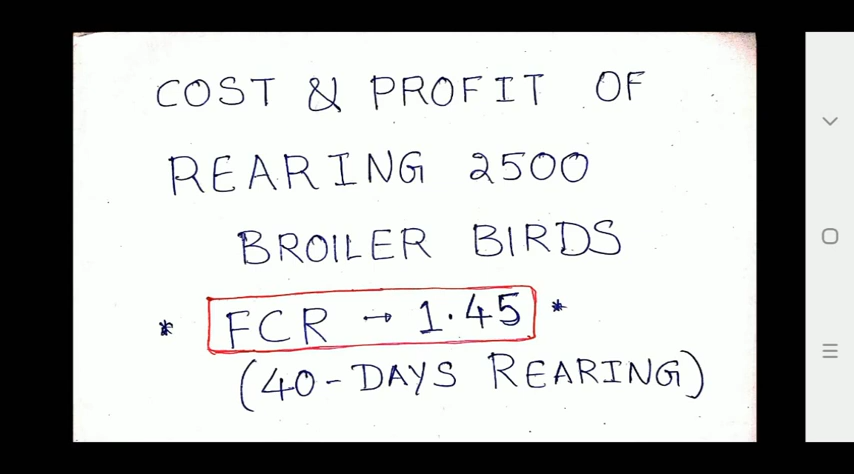 COST & PROFIT OF
REARING 2500
BROILER BIRDS
* FCR → 1.45 *
(40-DAYS REARING)